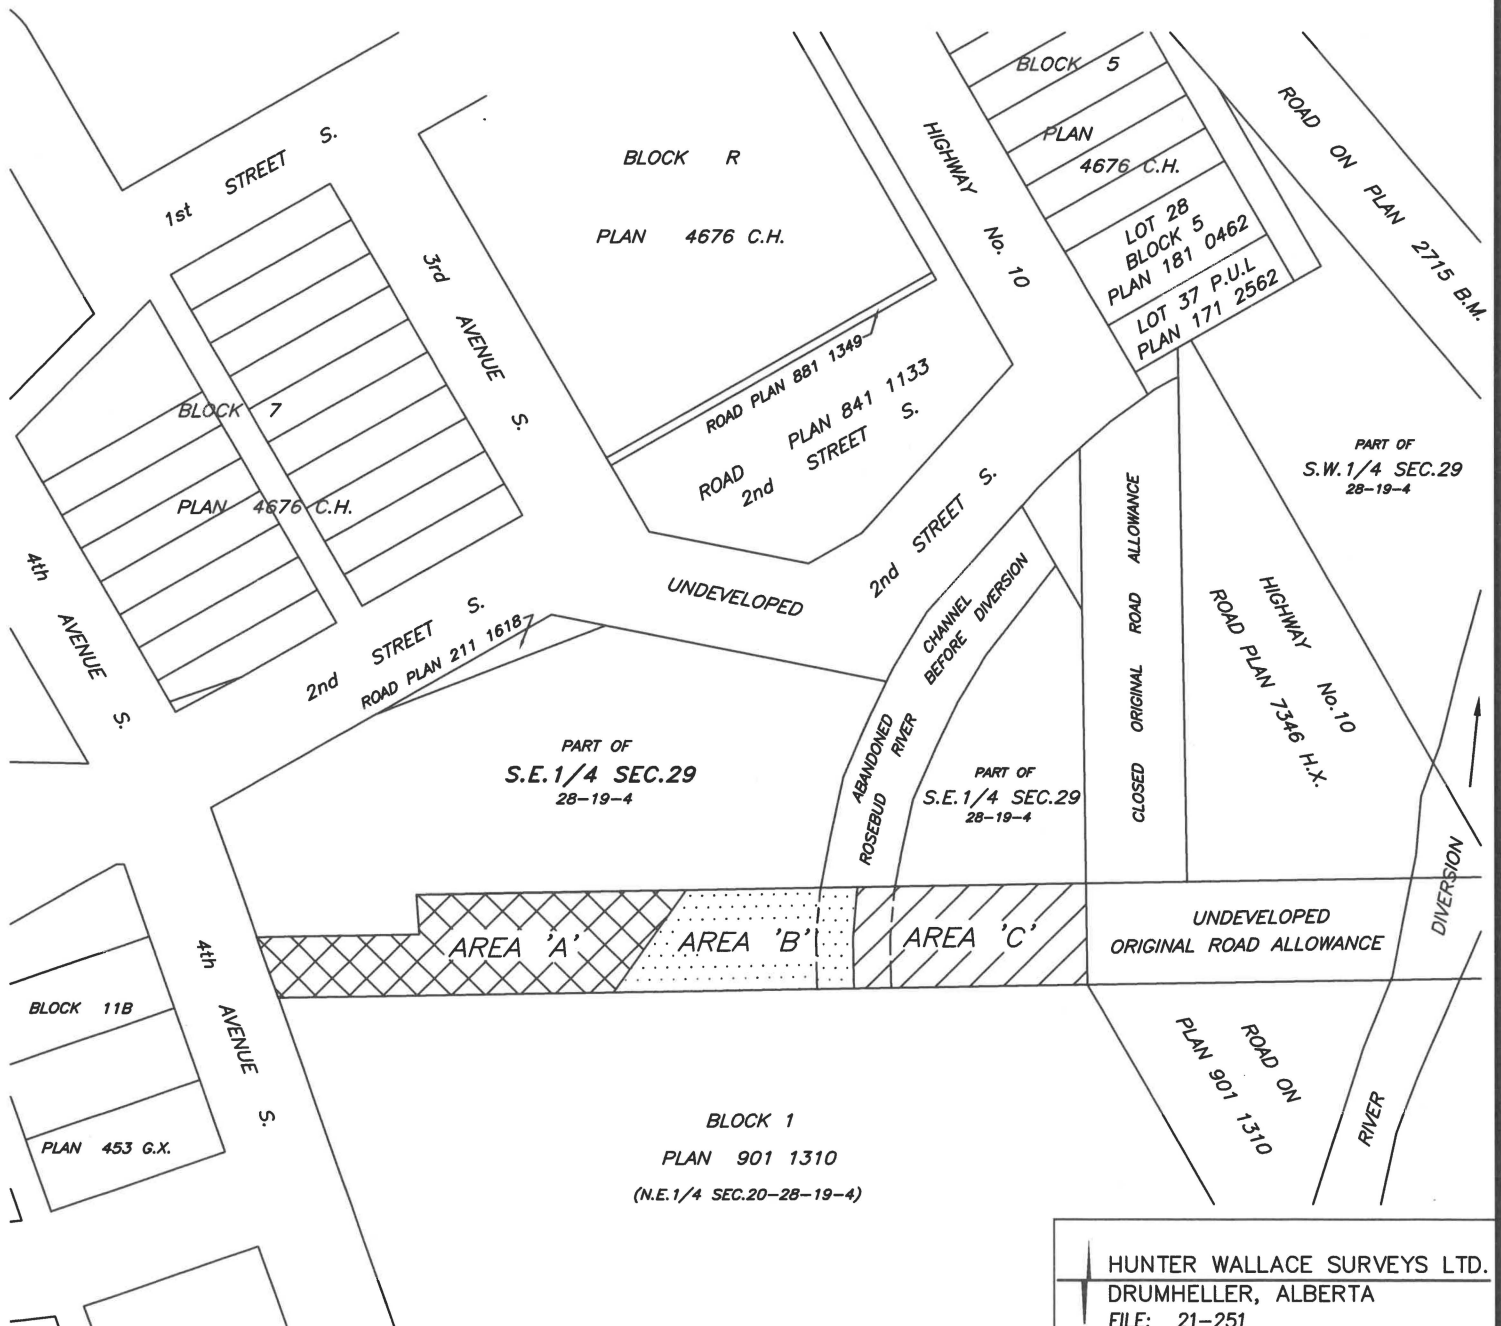 BLOCK 5
PLAN
4676 C.H.
LOT 28
BLOCK 5
PLAN 181 0462
LOT 37 P.U.L
PLAN 171 2562
ROAD ON PLAN 2715 B.M.
HIGHWAY No. 10
BLOCK R
PLAN 4676 C.H.
1st STREET S.
3rd AVENUE S.
ROAD PLAN 881 1349
ROAD PLAN 841 1133
2nd STREET S.
BLOCK 7
PLAN 4676 C.H.
4th AVENUE S.
2nd STREET S.
ROAD PLAN 211 1618
UNDEVELOPED
2nd STREET S.
PART OF
S.W.1/4 SEC.29
28-19-4
CLOSED ORIGINAL ROAD ALLOWANCE
HIGHWAY No.10
ROAD PLAN 7346 H.X.
ABANDONED CHANNEL
ROSEBUD RIVER BEFORE DIVERSION
PART OF
S.E.1/4 SEC.29
28-19-4
PART OF
S.E.1/4 SEC.29
28-19-4
AREA 'A'
AREA 'B'
AREA 'C'
UNDEVELOPED
ORIGINAL ROAD ALLOWANCE
RIVER DIVERSION
4th AVENUE S.
BLOCK 11B
PLAN 453 G.X.
ROAD ON
PLAN 901 1310
BLOCK 1
PLAN 901 1310
(N.E.1/4 SEC.20-28-19-4)
HUNTER WALLACE SURVEYS LTD.
DRUMHELLER, ALBERTA
FILE: 21-251